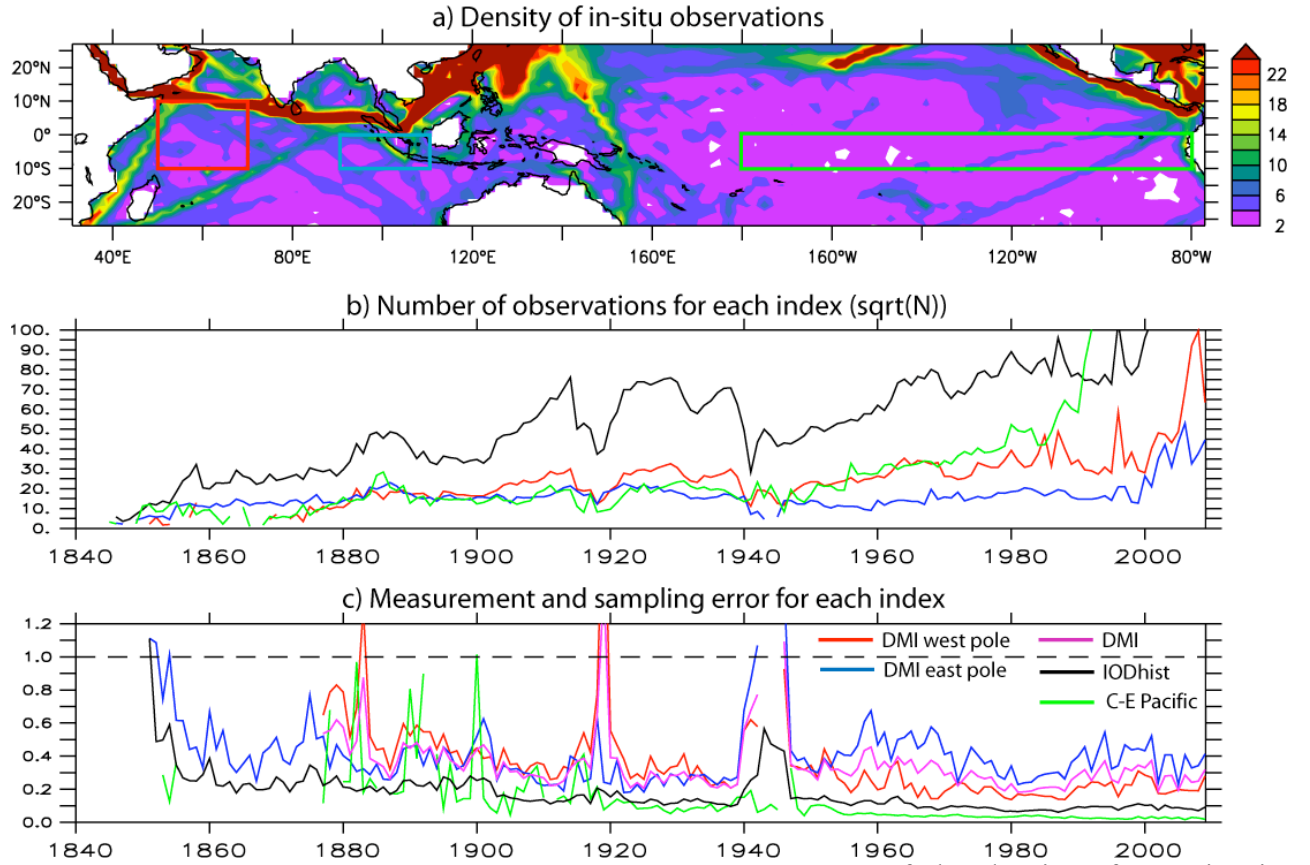 a) Density of in-situ observations
20°N
10°N
0°
10°S
20°S
40°E 80°E 120°E 160°E 160°W 120°W 80°W
22
18
14
10
6
2
b) Number of observations for each index (sqrt(N))
100.
90.
80.
70.
60.
50.
40.
30.
20.
10.
0.
1840 1860 1880 1900 1920 1940 1960 1980 2000
c) Measurement and sampling error for each index
1.2
1.0
0.8
0.6
0.4
0.2
0.0
DMI west pole
DMI east pole
DMI
IODhist
C-E Pacific
1840 1860 1880 1900 1920 1940 1960 1980 2000